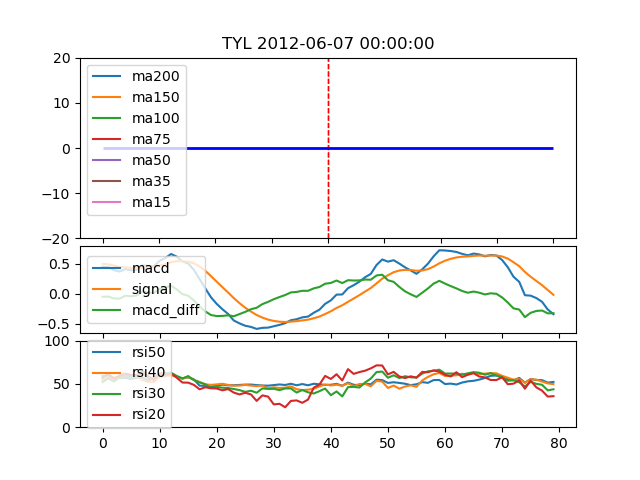 TYL 2012-06-07 00:00:00
20
10
0
−10
−20
ma200
ma150
ma100
ma75
ma50
ma35
ma15
0.5
0.0
−0.5
macd
signal
macd_diff
100
50
0
rsi50
rsi40
rsi30
rsi20
0 10 20 30 40 50 60 70 80